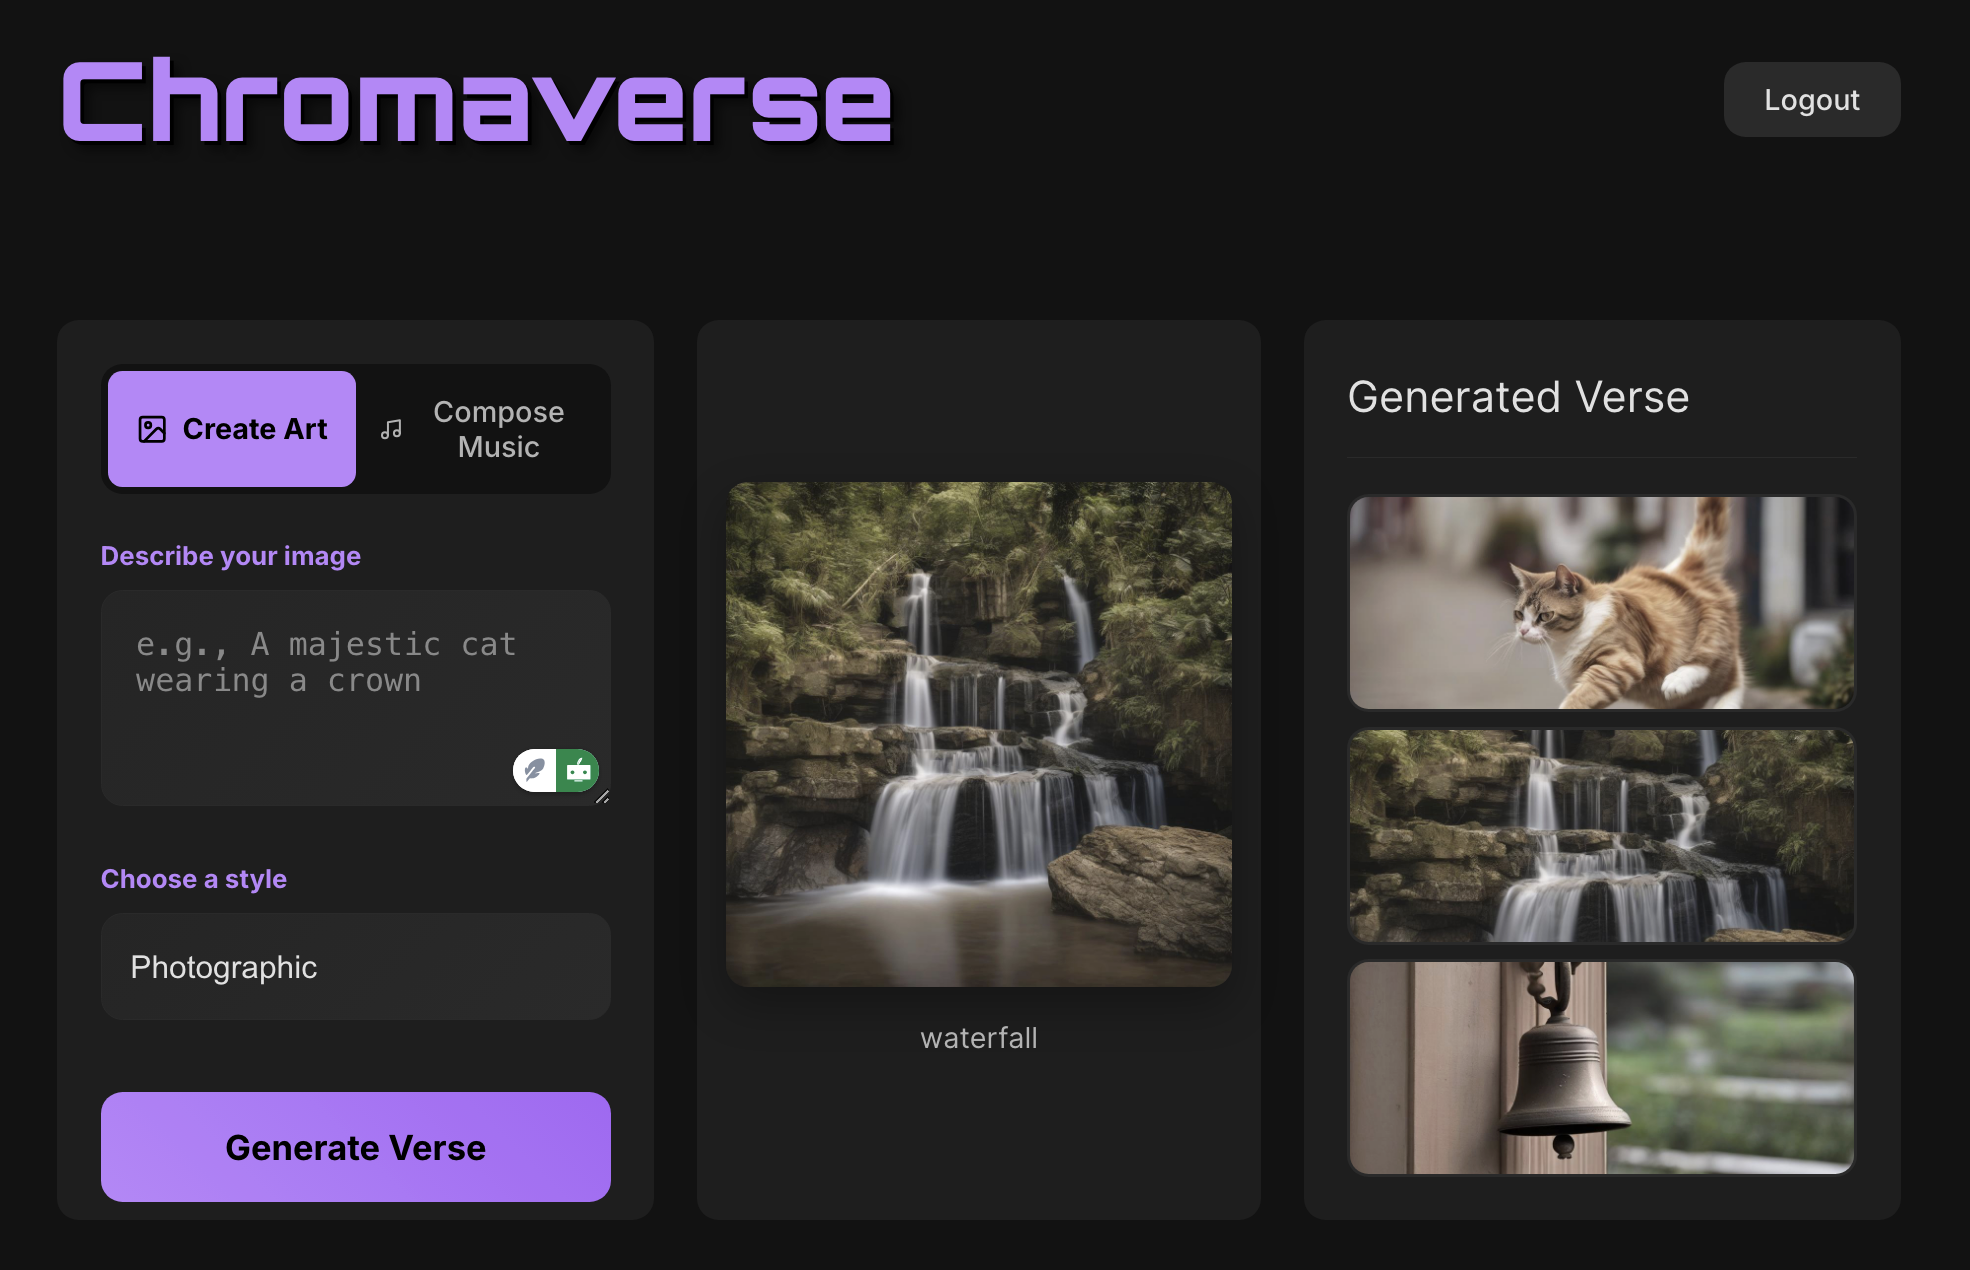 Chromaverse
Logout
Create Art
Compose
Music
Describe your image
e.g., A majestic cat
wearing a crown
Choose a style
Photographic
Generate Verse
waterfall
Generated Verse